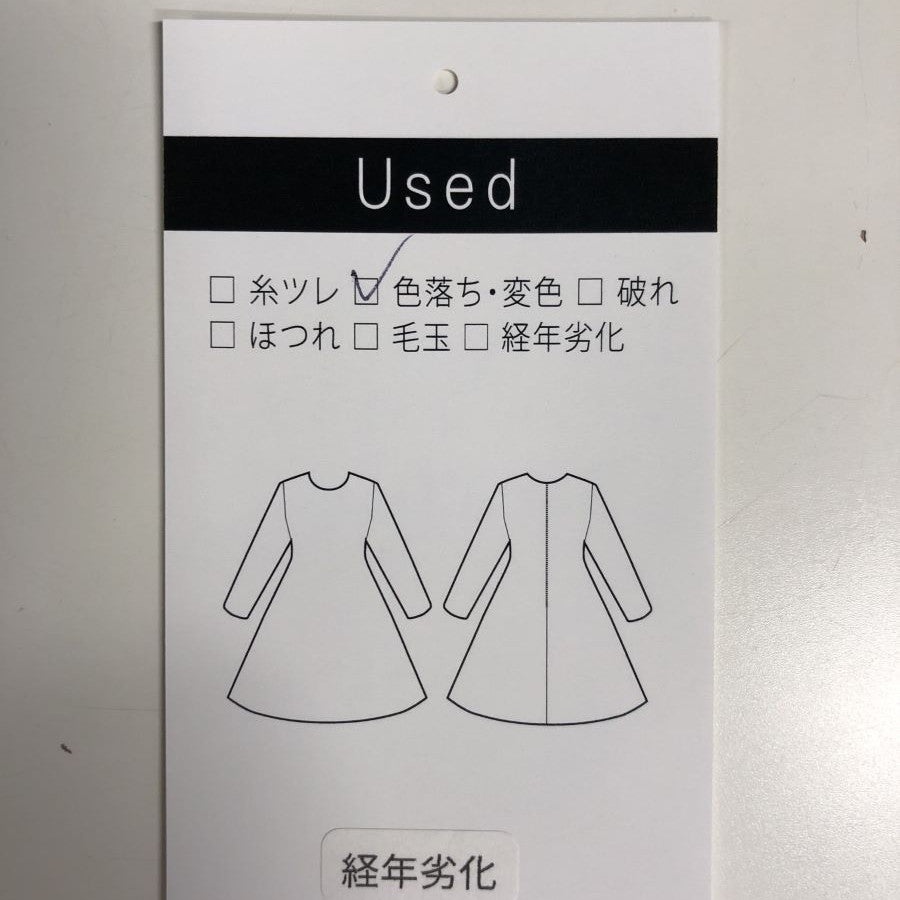 Used
□ 糸ツレ ☑ 色落ち・変色 □ 破れ
□ ほつれ □ 毛玉 □ 経年劣化
経年劣化